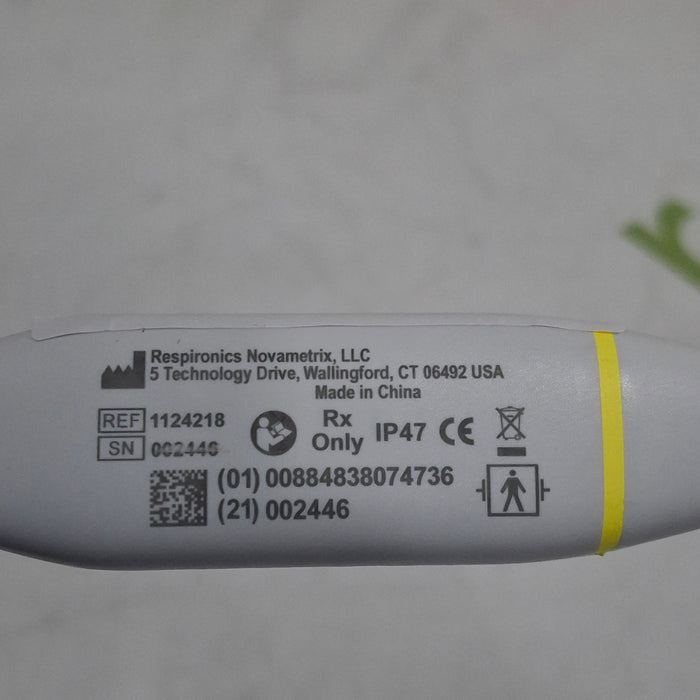 Respironics Novametrix, LLC
5 Technology Drive, Wallingford, CT 06492 USA
Made in China
REF 1124218
Rx Only
IP47 CE
SN 002446
(01) 00884838074736
(21) 002446